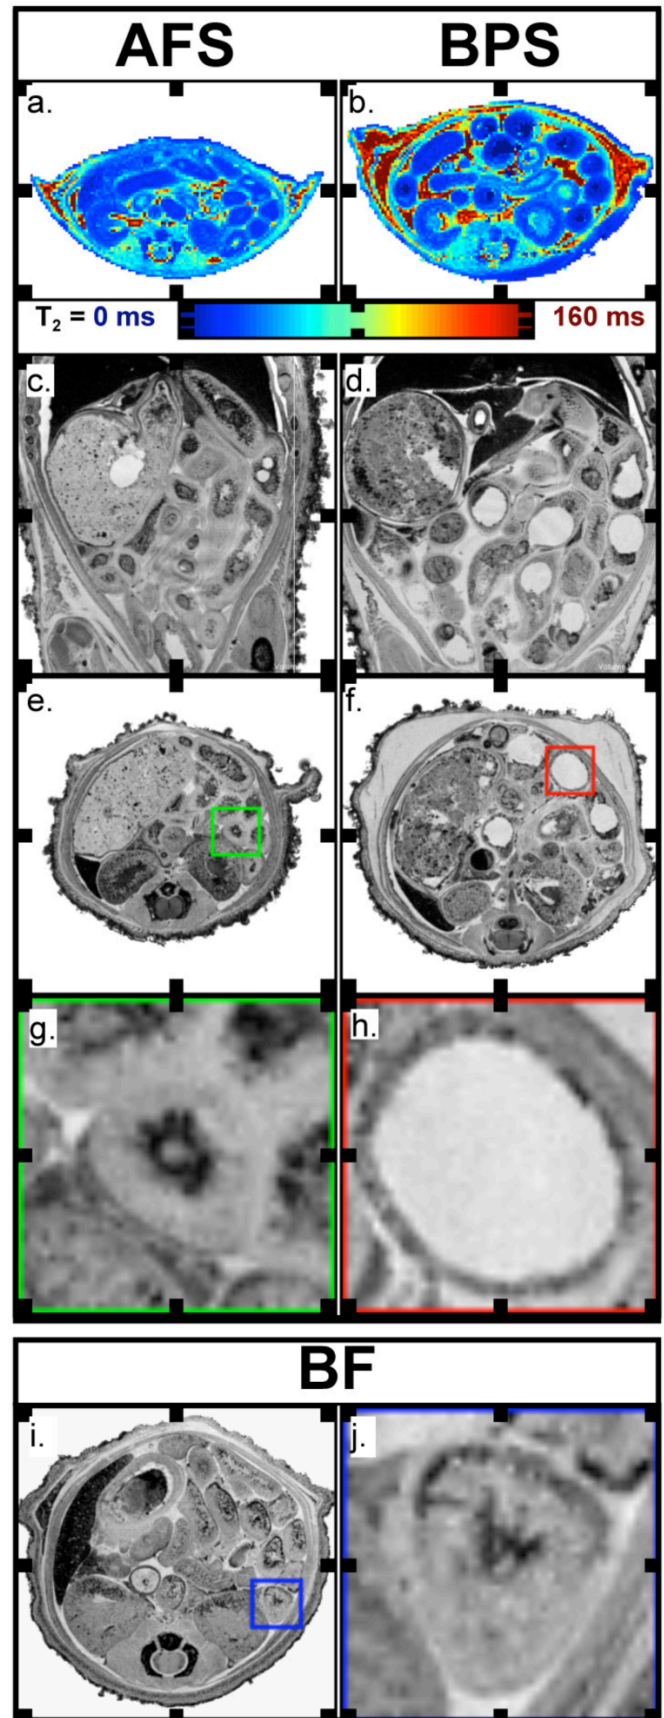 AFS BPS
a. b.
T2 = 0 ms 160 ms
c. d.
e. f.
g. h.
BF
i. j.